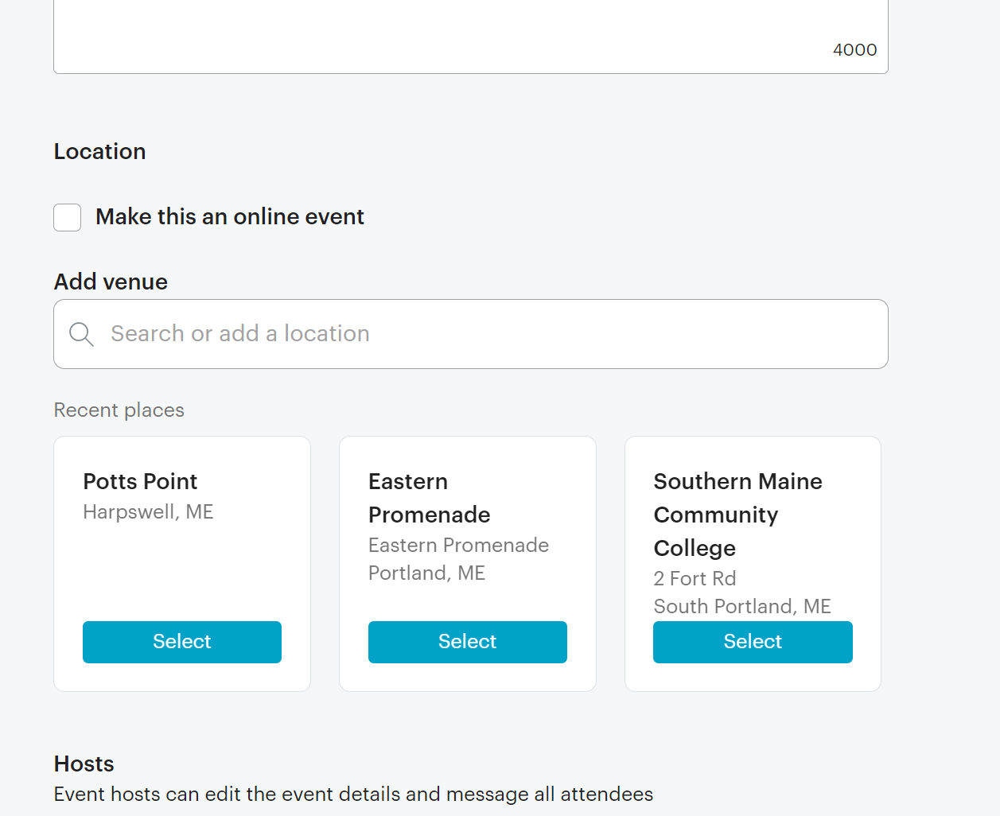 4000
Location
Make this an online event
Add venue
Search or add a location
Recent places
Potts Point
Harpswell, ME
Select
Eastern
Promenade
Eastern Promenade
Portland, ME
Select
Southern Maine
Community
College
2 Fort Rd
South Portland, ME
Select
Hosts
Event hosts can edit the event details and message all attendees